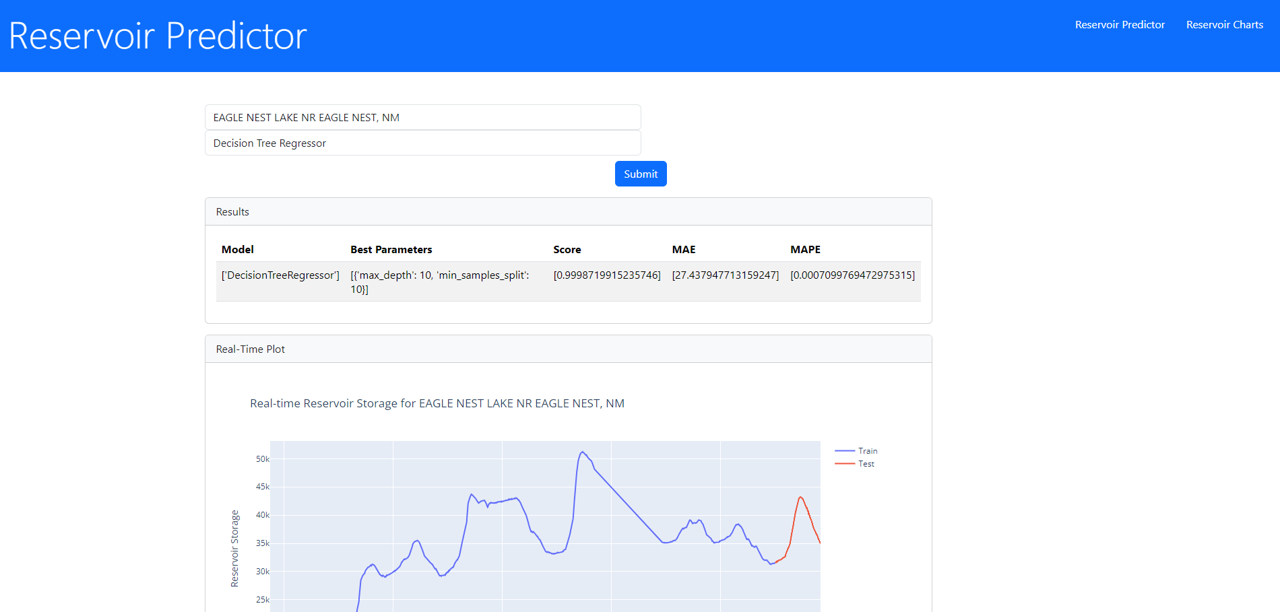 Reservoir Predictor
Reservoir Predictor Reservoir Charts
EAGLE NEST LAKE NR EAGLE NEST, NM
Decision Tree Regressor
Submit
Results
Model Best Parameters Score MAE MAPE
['DecisionTreeRegressor'] [{'max_depth': 10, 'min_samples_split': [0.9998719915235746] [27.437947713159247] [0.0007099769472975315]
10}]
Real-Time Plot
Real-time Reservoir Storage for EAGLE NEST LAKE NR EAGLE NEST, NM
Train
Test
50k
45k
40k
35k
30k
25k
Reservoir Storage